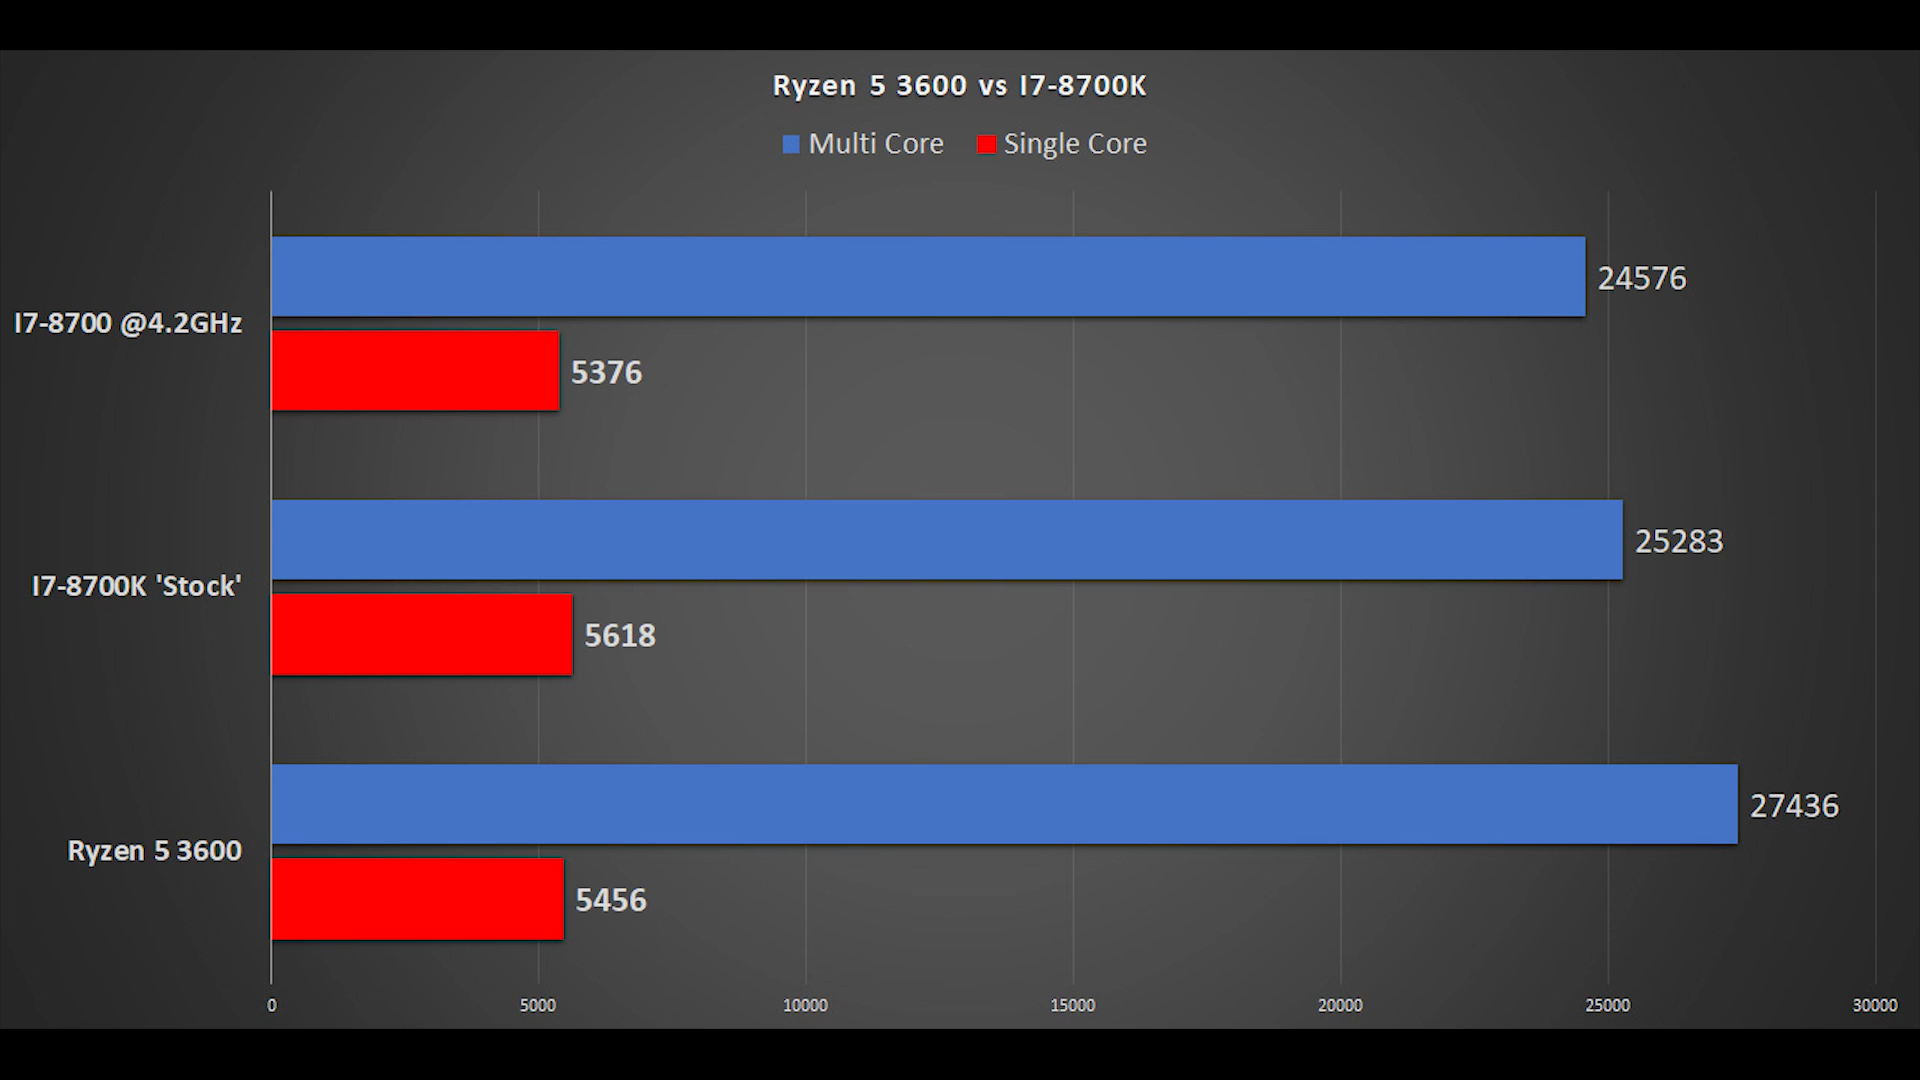 Ryzen 5 3600 vs I7-8700K
Multi Core Single Core
24576
I7-8700 @4.2GHz
5376
25283
I7-8700K 'Stock'
5618
27436
Ryzen 5 3600
5456
0 5000 10000 15000 20000 25000 30000